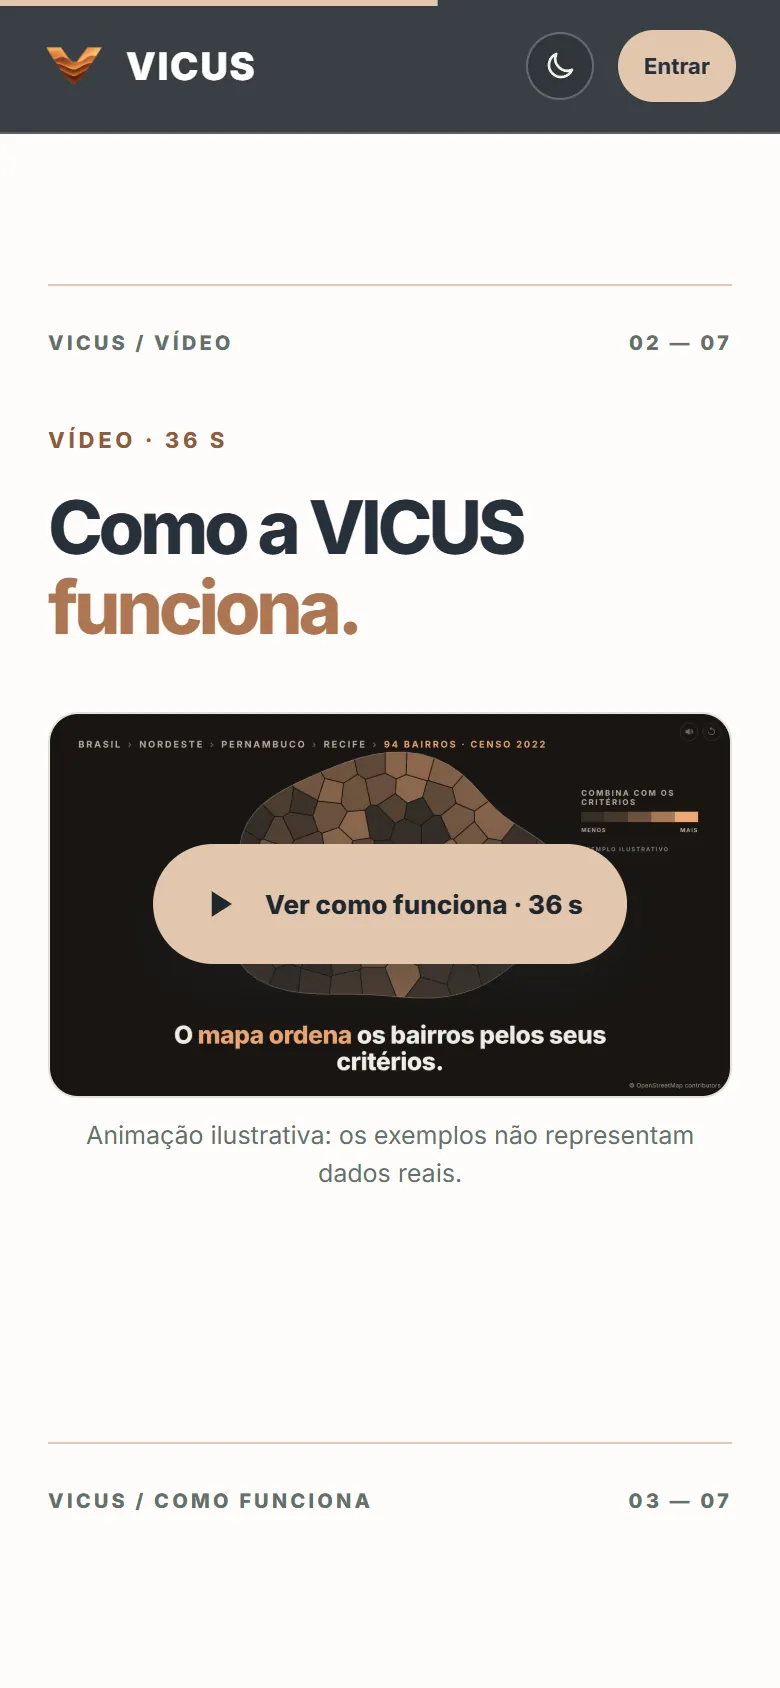 VICUS
Entrar
VICUS / VÍDEO
02 — 07
VÍDEO · 36 S
Como a VICUS
funciona.
BRASIL › NORDESTE › PERNAMBUCO › RECIFE › 94 BAIRROS · CENSO 2022
COMBINA COM OS
CRITÉRIOS
MENOS
MAIS
ILUSTRATIVO
Ver como funciona · 36 s
O mapa ordena os bairros pelos seus
critérios.
© OpenStreetMap contributors
Animação ilustrativa: os exemplos não representam
dados reais.
VICUS / COMO FUNCIONA
03 — 07